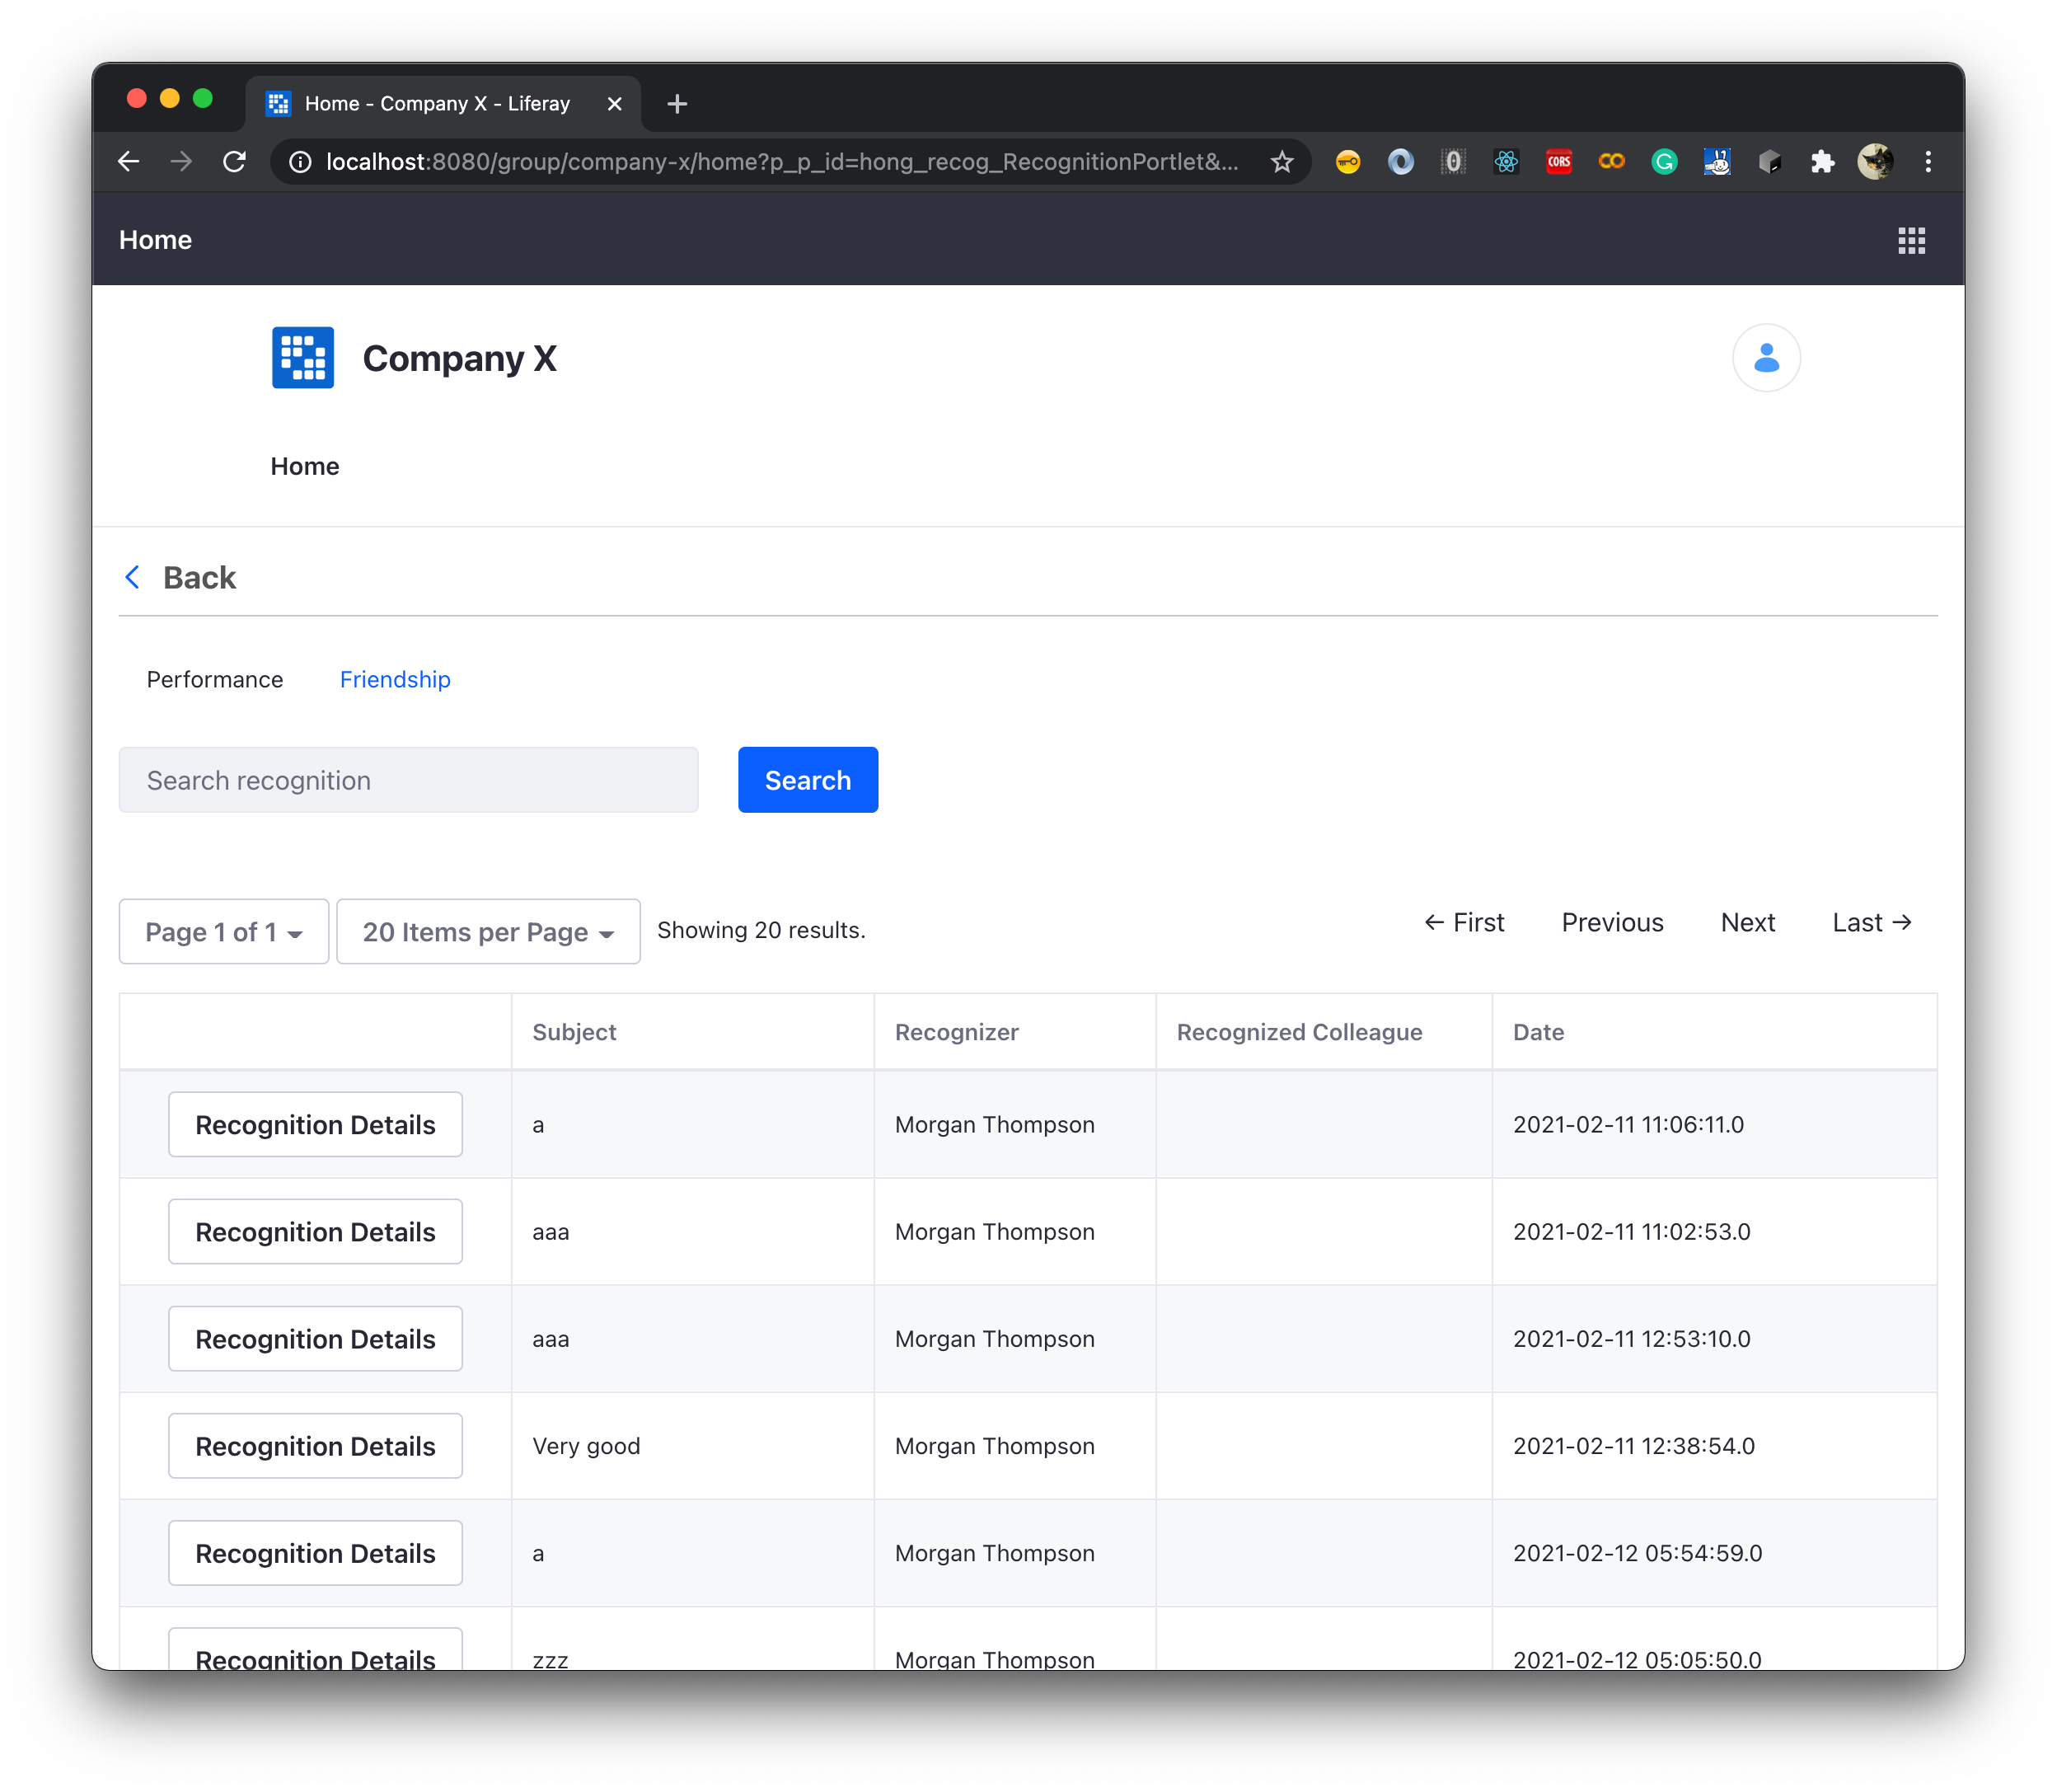 Home - Company X - Liferay
localhost:8080/group/company-x/home?p_p_id=hong_recog_RecognitionPortlet&...
CORS
Home
Company X
Home
Back
Performance Friendship
Search recognition Search
Page 1 of 1 20 Items per Page Showing 20 results. ← First Previous Next Last →
Subject Recognizer Recognized Colleague Date
Recognition Details a Morgan Thompson 2021-02-11 11:06:11.0
Recognition Details aaa Morgan Thompson 2021-02-11 11:02:53.0
Recognition Details aaa Morgan Thompson 2021-02-11 12:53:10.0
Recognition Details Very good Morgan Thompson 2021-02-11 12:38:54.0
Recognition Details a Morgan Thompson 2021-02-12 05:54:59.0
Recognition Details zzz Morgan Thompson 2021-02-12 05:05:50.0